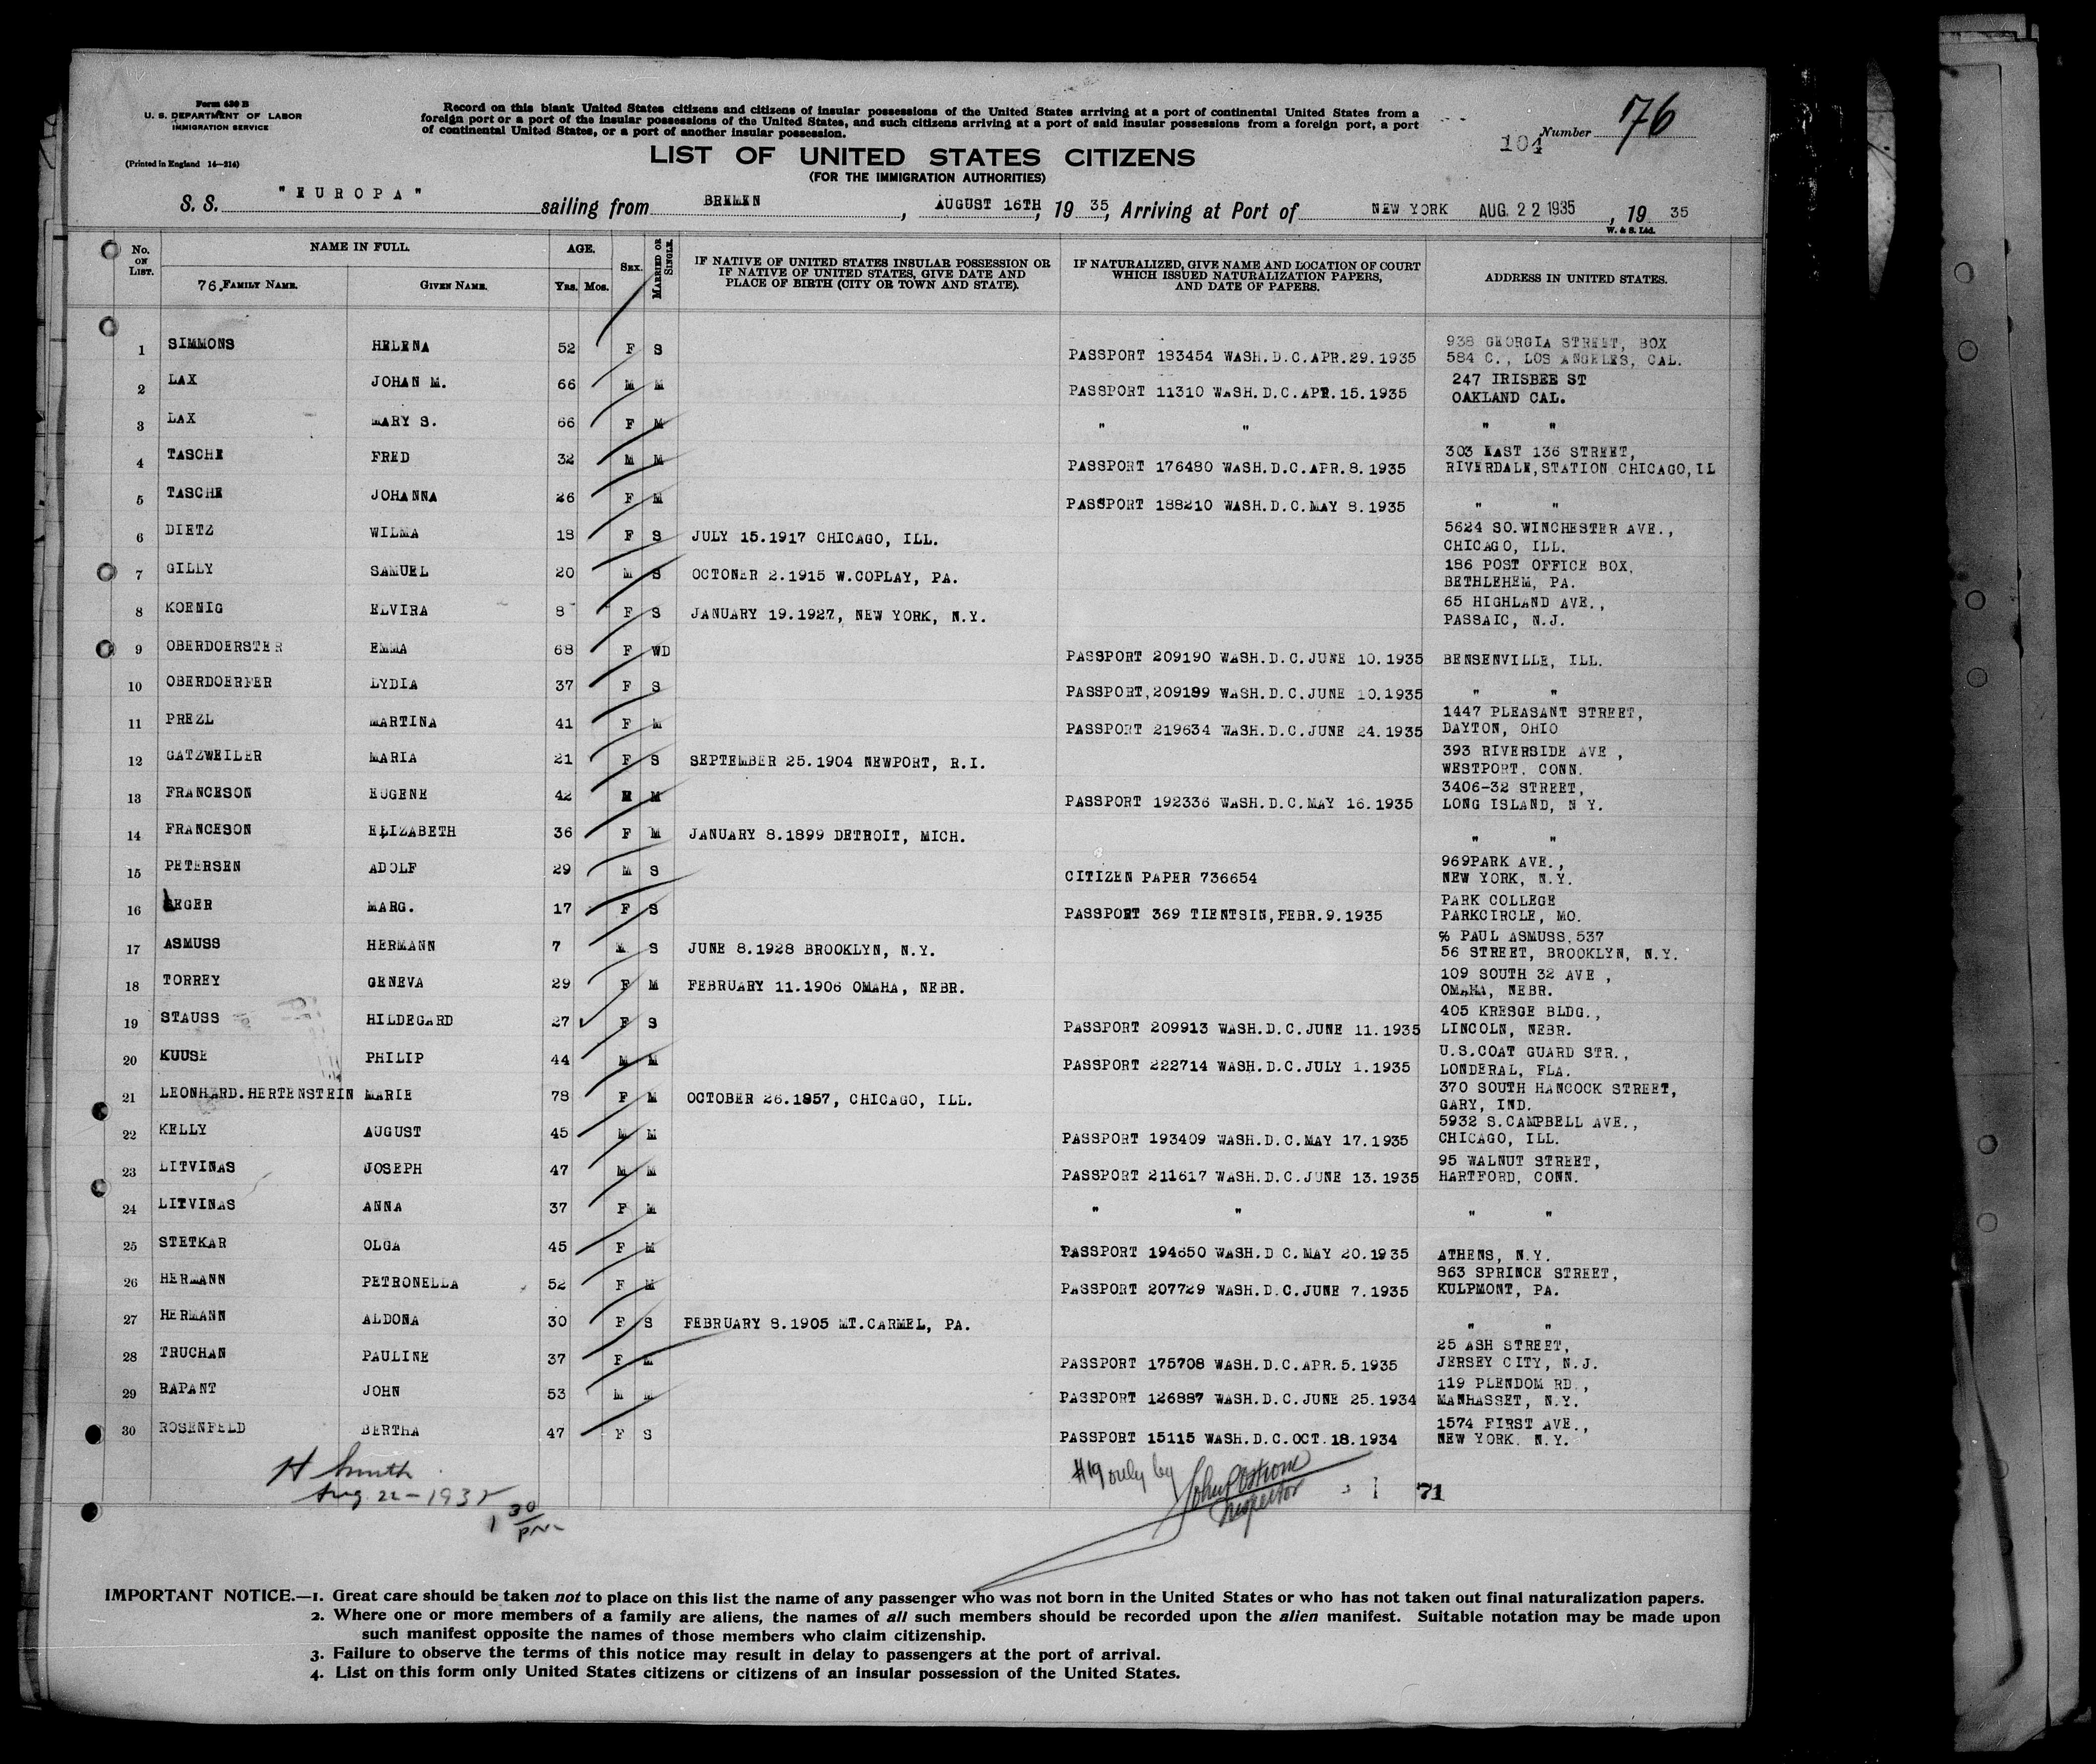 Form 630 B
U. S. DEPARTMENT OF LABOR
IMMIGRATION SERVICE
(Printed in England 14—214)
Record on this blank United States citizens and citizens of insular possessions of the United States arriving at a port of continental United States from a
foreign port or a port of the insular possessions of the United States, and such citizens arriving at a port of said insular possessions from a foreign port, a port
of continental United States, or a port of another insular possession.
Number 76
104
LIST OF UNITED STATES CITIZENS
(FOR THE IMMIGRATION AUTHORITIES)
S. S. "EUROPA" sailing from BREMEN, AUGUST 16TH, 19 35, Arriving at Port of NEW YORK AUG. 22 1935, 19 35
W. & S. Ltd.
No. ON LIST. NAME IN FULL. AGE. SEX. MARRIED OR SINGLE. IF NATIVE OF UNITED STATES INSULAR POSSESSION OR IF NATIVE OF UNITED STATES, GIVE DATE AND PLACE OF BIRTH (CITY OR TOWN AND STATE). IF NATURALIZED, GIVE NAME AND LOCATION OF COURT WHICH ISSUED NATURALIZATION PAPERS, AND DATE OF PAPERS. ADDRESS IN UNITED STATES.
76. FAMILY NAME. GIVEN NAME. Yrs. Mos.
1 SIMMONS HELENA 52 F S PASSPORT 183454 WASH.D.C.APR.29.1935 938 GEORGIA STREET, BOX
584 C., LOS ANGELES, CAL.
2 LAX JOHAN M. 66 M M PASSPORT 11310 WASH.D.C.APR.15.1935 247 IRISBEE ST
OAKLAND CAL.
3 LAX MARY S. 66 F M " " " "
4 TASCHE FRED 32 M M PASSPORT 176480 WASH.D.C.APR.8.1935 303 EAST 136 STREET,
RIVERDALE,STATION CHICAGO,IL
5 TASCHE JOHANNA 26 F M PASSPORT 188210 WASH.D.C.MAY 8.1935 " "
6 DIETZ WILMA 18 F S JULY 15.1917 CHICAGO, ILL. 5624 SO.WINCHESTER AVE.,
CHICAGO, ILL.
7 GILLY SAMUEL 20 M S OCTONER 2.1915 W.COPLAY, PA. 186 POST OFFICE BOX,
BETHLEHEM, PA.
8 KOENIG ELVIRA 8 F S JANUARY 19.1927, NEW YORK, N.Y. 65 HIGHLAND AVE.,
PASSAIC, N.J.
9 OBERDOERSTER EMMA 68 F WD PASSPORT 209190 WASH.D.C.JUNE 10.1935 BENSENVILLE, ILL.
10 OBERDOERFER LYDIA 37 F S PASSPORT,209189 WASH.D.C.JUNE 10.1935 " "
11 PREZL MARTINA 41 F M PASSPORT 219634 WASH.D.C.JUNE 24.1935 1447 PLEASANT STREET,
DAYTON, OHIO
12 GATZWEILER MARIA 21 F S SEPTEMBER 25.1904 NEWPORT, R.I. 393 RIVERSIDE AVE ,
WESTPORT, CONN.
13 FRANCESON EUGENE 42 M M PASSPORT 192336 WASH.D.C.MAY 16.1935 3406-32 STREET,
LONG ISLAND, N Y.
14 FRANCESON ELIZABETH 36 F M JANUARY 8.1899 DETROIT, MICH. " "
15 PETERSEN ADOLF 29 M S CITIZEN PAPER 736654 969PARK AVE.,
NEW YORK, N.Y.
16 SEGER MARG. 17 F S PASSPORT 369 TIENTSIN,FEBR.9.1935 PARK COLLEGE
PARKCIRCLE, MO.
17 ASMUSS HERMANN 7 M S JUNE 8.1928 BROOKLYN, N.Y. % PAUL ASMUSS,537
56 STREET, BROOKLYN, N.Y.
18 TORREY GENEVA 29 F M FEBRUARY 11.1906 OMAHA, NEBR. 109 SOUTH 32 AVE ,
OMAHA, NEBR.
19 STAUSS HILDEGARD 27 F S PASSPORT 209913 WASH.D.C.JUNE 11.1935 405 KRESGE BLDG.,
LINCOLN, NEBR.
20 KUUSE PHILIP 44 M M PASSPORT 222714 WASH.D.C.JULY 1.1935 U.S.COAT GUARD STR.,
LONDERAL, FLA.
21 LEONHARD.HERTENSTEIN MARIE 78 F M OCTOBER 26.1857, CHICAGO, ILL. 370 SOUTH HANCOCK STREET,
GARY, IND.
22 KELLY AUGUST 45 M M PASSPORT 193409 WASH.D.C.MAY 17.1935 5932 S.CAMPBELL AVE.,
CHICAGO, ILL.
23 LITVINAS JOSEPH 47 M M PASSPORT 211617 WASH.D.C.JUNE 13.1935 95 WALNUT STREET,
HARTFORD, CONN.
24 LITVINAS ANNA 37 F M " " " "
25 STETKAR OLGA 45 F M PASSPORT 194650 WASH.D C.MAY 20.1935 ATHENS, N.Y.
26 HERMANN PETRONELLA 52 F M PASSPORT 207729 WASH.D.C.JUNE 7.1935 963 SPRINCE STREET,
KULPMONT, PA.
27 HERMANN ALDONA 30 F S FEBRUARY 8.1905 MT.CARMEL, PA. " "
28 TRUCHAN PAULINE 37 F M PASSPORT 175708 WASH.D.C.APR.5.1935 25 ASH STREET,
JERSEY CITY, N.J.
29 RAPANT JOHN 53 M M PASSPORT 126887 WASH.D.C.JUNE 25.1934 119 PLENDOM RD.,
MANHASSET, N.Y.
30 ROSENFELD BERTHA 47 F S PASSPORT 15115 WASH.D.C.OCT.18.1934 1574 FIRST AVE.,
NEW YORK. N.Y.
H Smith
Aug. 22 - 1935
1 30 PM
#19 only by John Ostrom
Inspector
71
IMPORTANT NOTICE.—1. Great care should be taken not to place on this list the name of any passenger who was not born in the United States or who has not taken out final naturalization papers.
2. Where one or more members of a family are aliens, the names of all such members should be recorded upon the alien manifest. Suitable notation may be made upon
such manifest opposite the names of those members who claim citizenship.
3. Failure to observe the terms of this notice may result in delay to passengers at the port of arrival.
4. List on this form only United States citizens or citizens of an insular possession of the United States.